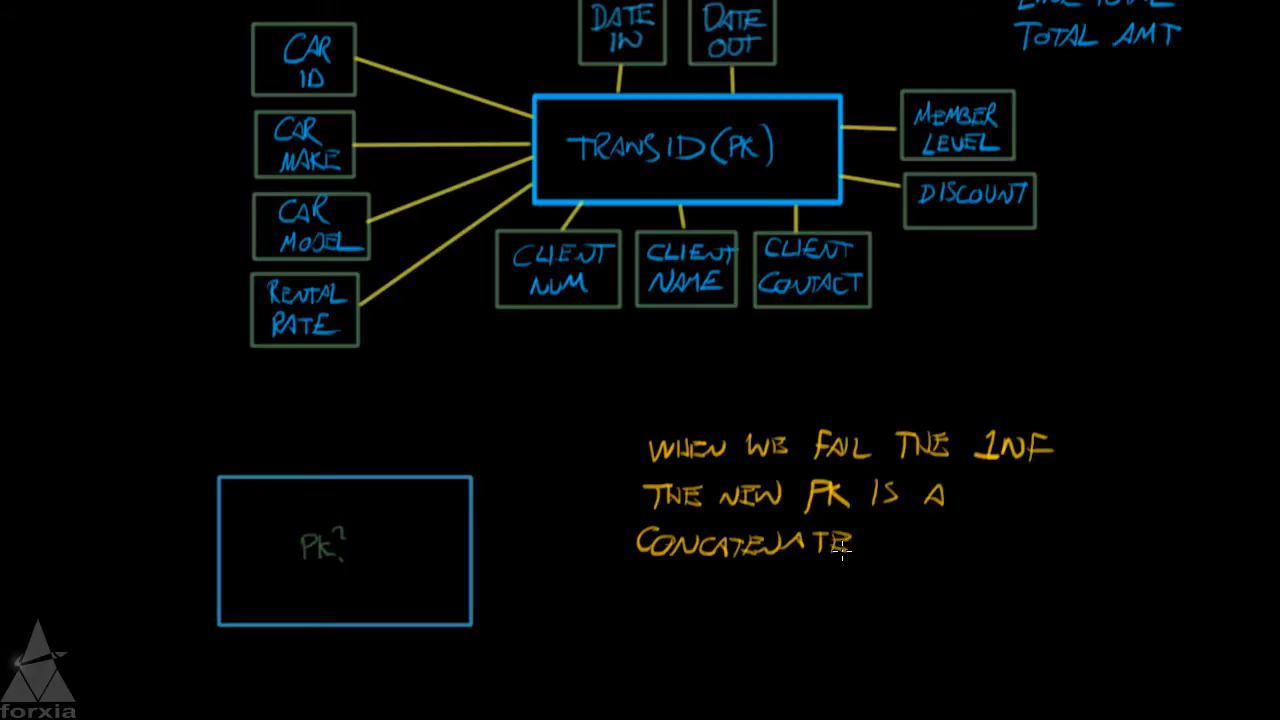 TOTAL AMT
DATE
IN
DATE
OUT
CAR
ID
CAR
MAKE
CAR
MODEL
RENTAL
RATE
TRANSID(PK)
MEMBER
LEVEL
DISCOUNT
CLIENT
NUM
CLIENT
NAME
CLIENT
CONTACT
WHEN WE FAIL THE 1NF
THE NEW PK IS A
CONCATENATE
PK?
forxia